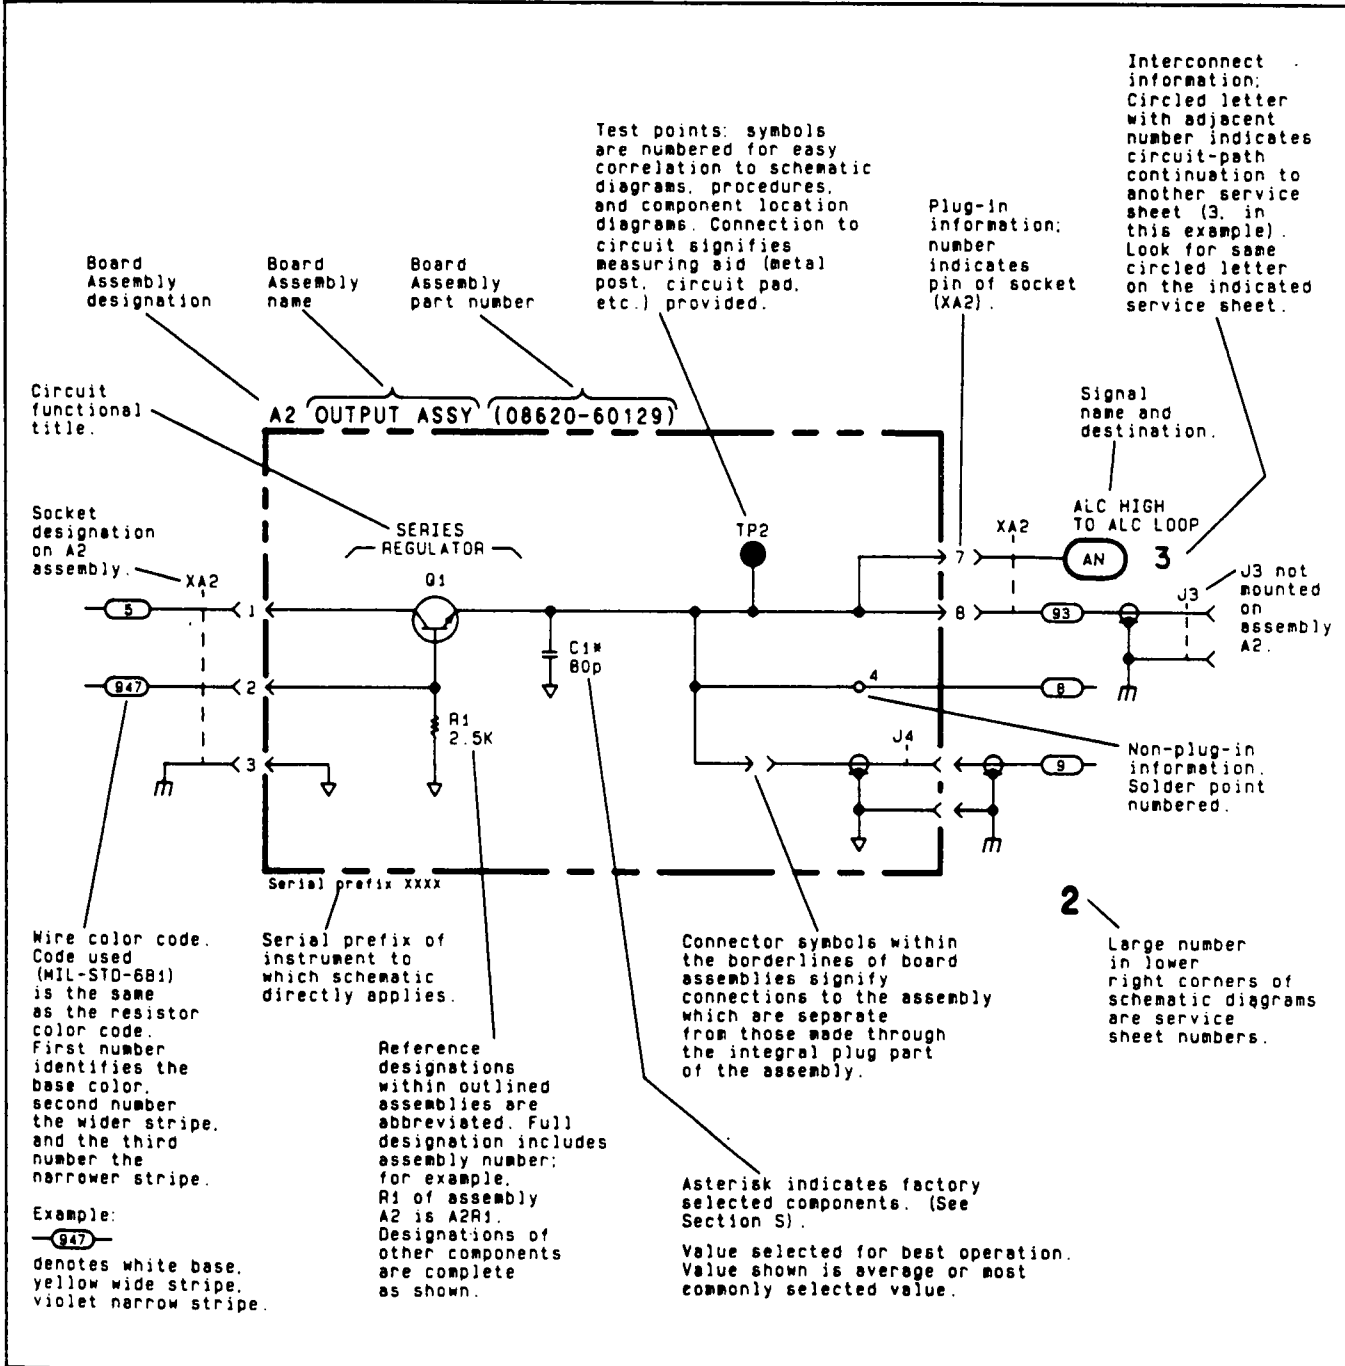 Interconnect
information;
Circled letter
with adjacent
number indicates
circuit-path
continuation to
another service
sheet (3, in
this example).
Look for same
circled letter
on the indicated
service sheet.
Test points: symbols
are numbered for easy
correlation to schematic
diagrams, procedures,
and component location
diagrams. Connection to
circuit signifies
measuring aid (metal
post, circuit pad,
etc.) provided.
Plug-in
information;
number
indicates
pin of socket
(XA2).
Board
Assembly
designation
Board
Assembly
name
Board
Assembly
part number
Circuit
functional
title.
A2 OUTPUT ASSY (08620-60129)
Signal
name and
destination.
Socket
designation
on A2
assembly.
XA2
SERIES
REGULATOR
Q1
TP2
XA2
ALC HIGH
TO ALC LOOP
AN
3
7
J3 not
mounted
on
assembly
A2.
J3
5
1
8
93
C1*
80p
947
2
4
8
R1
2.5K
J4
3
9
Non-plug-in
information.
Solder point
numbered.
Serial prefix XXXX
2
Wire color code.
Code used
(MIL-STD-681)
is the same
as the resistor
color code.
First number
identifies the
base color,
second number
the wider stripe,
and the third
number the
narrower stripe.
Example:
947
denotes white base,
yellow wide stripe,
violet narrow stripe.
Serial prefix of
instrument to
which schematic
directly applies.
Reference
designations
within outlined
assemblies are
abbreviated. Full
designation includes
assembly number;
for example,
R1 of assembly
A2 is A2R1.
Designations of
other components
are complete
as shown.
Connector symbols within
the borderlines of board
assemblies signify
connections to the assembly
which are separate
from those made through
the integral plug part
of the assembly.
Large number
in lower
right corners of
schematic diagrams
are service
sheet numbers.
Asterisk indicates factory
selected components. (See
Section 5).
Value selected for best operation.
Value shown is average or most
commonly selected value.